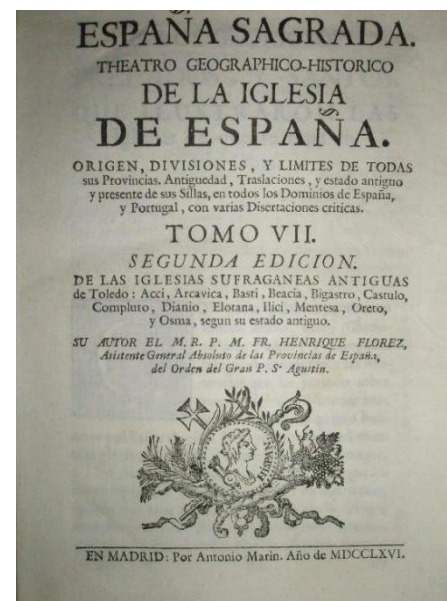 ESPAÑA SAGRADA.
THEATRO GEOGRAPHICO-HISTORICO
DE LA IGLESIA
DE ESPAÑA.
ORIGEN, DIVISIONES, Y LIMITES DE TODAS
sus Provincias. Antiguedad, Traslaciones, y estado antiguo
y presente de sus Sillas, en todos los Dominios de España,
y Portugal, con varias Disertaciones criticas.
TOMO VII.
SEGUNDA EDICION.
DE LAS IGLESIAS SUFRAGANEAS ANTIGUAS
de Toledo: Acci, Arcavica, Basti, Beacia, Bigastro, Castulo,
Compluto, Dianio, Elotana, Ilici, Mentesa, Oreto,
y Osma, segun su estado antiguo.
SU AUTOR EL M. R. P. M. FR. HENRIQUE FLOREZ,
Asistente General Absoluto de las Provincias de España,
del Orden del Gran P. Sº Agustin.
HISPANIA
EN MADRID: Por Antonio Marin. Año de MDCCLXVI.